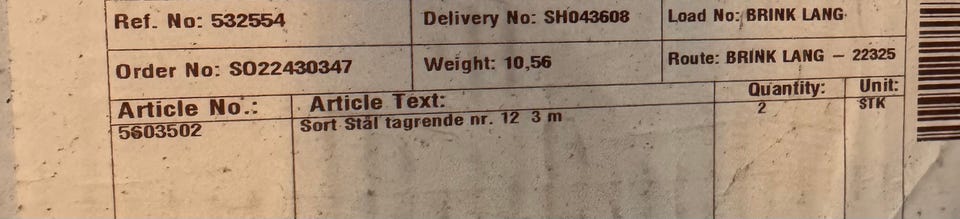 Ref. No: 532554 Delivery No: SH043608 Load No: BRINK LANG
Order No: SO22430347 Weight: 10,56 Route: BRINK LANG - 22325
Article No.: Article Text: Quantity: Unit:
5603502 Sort Stål tagrende nr. 12 3 m 2 STK